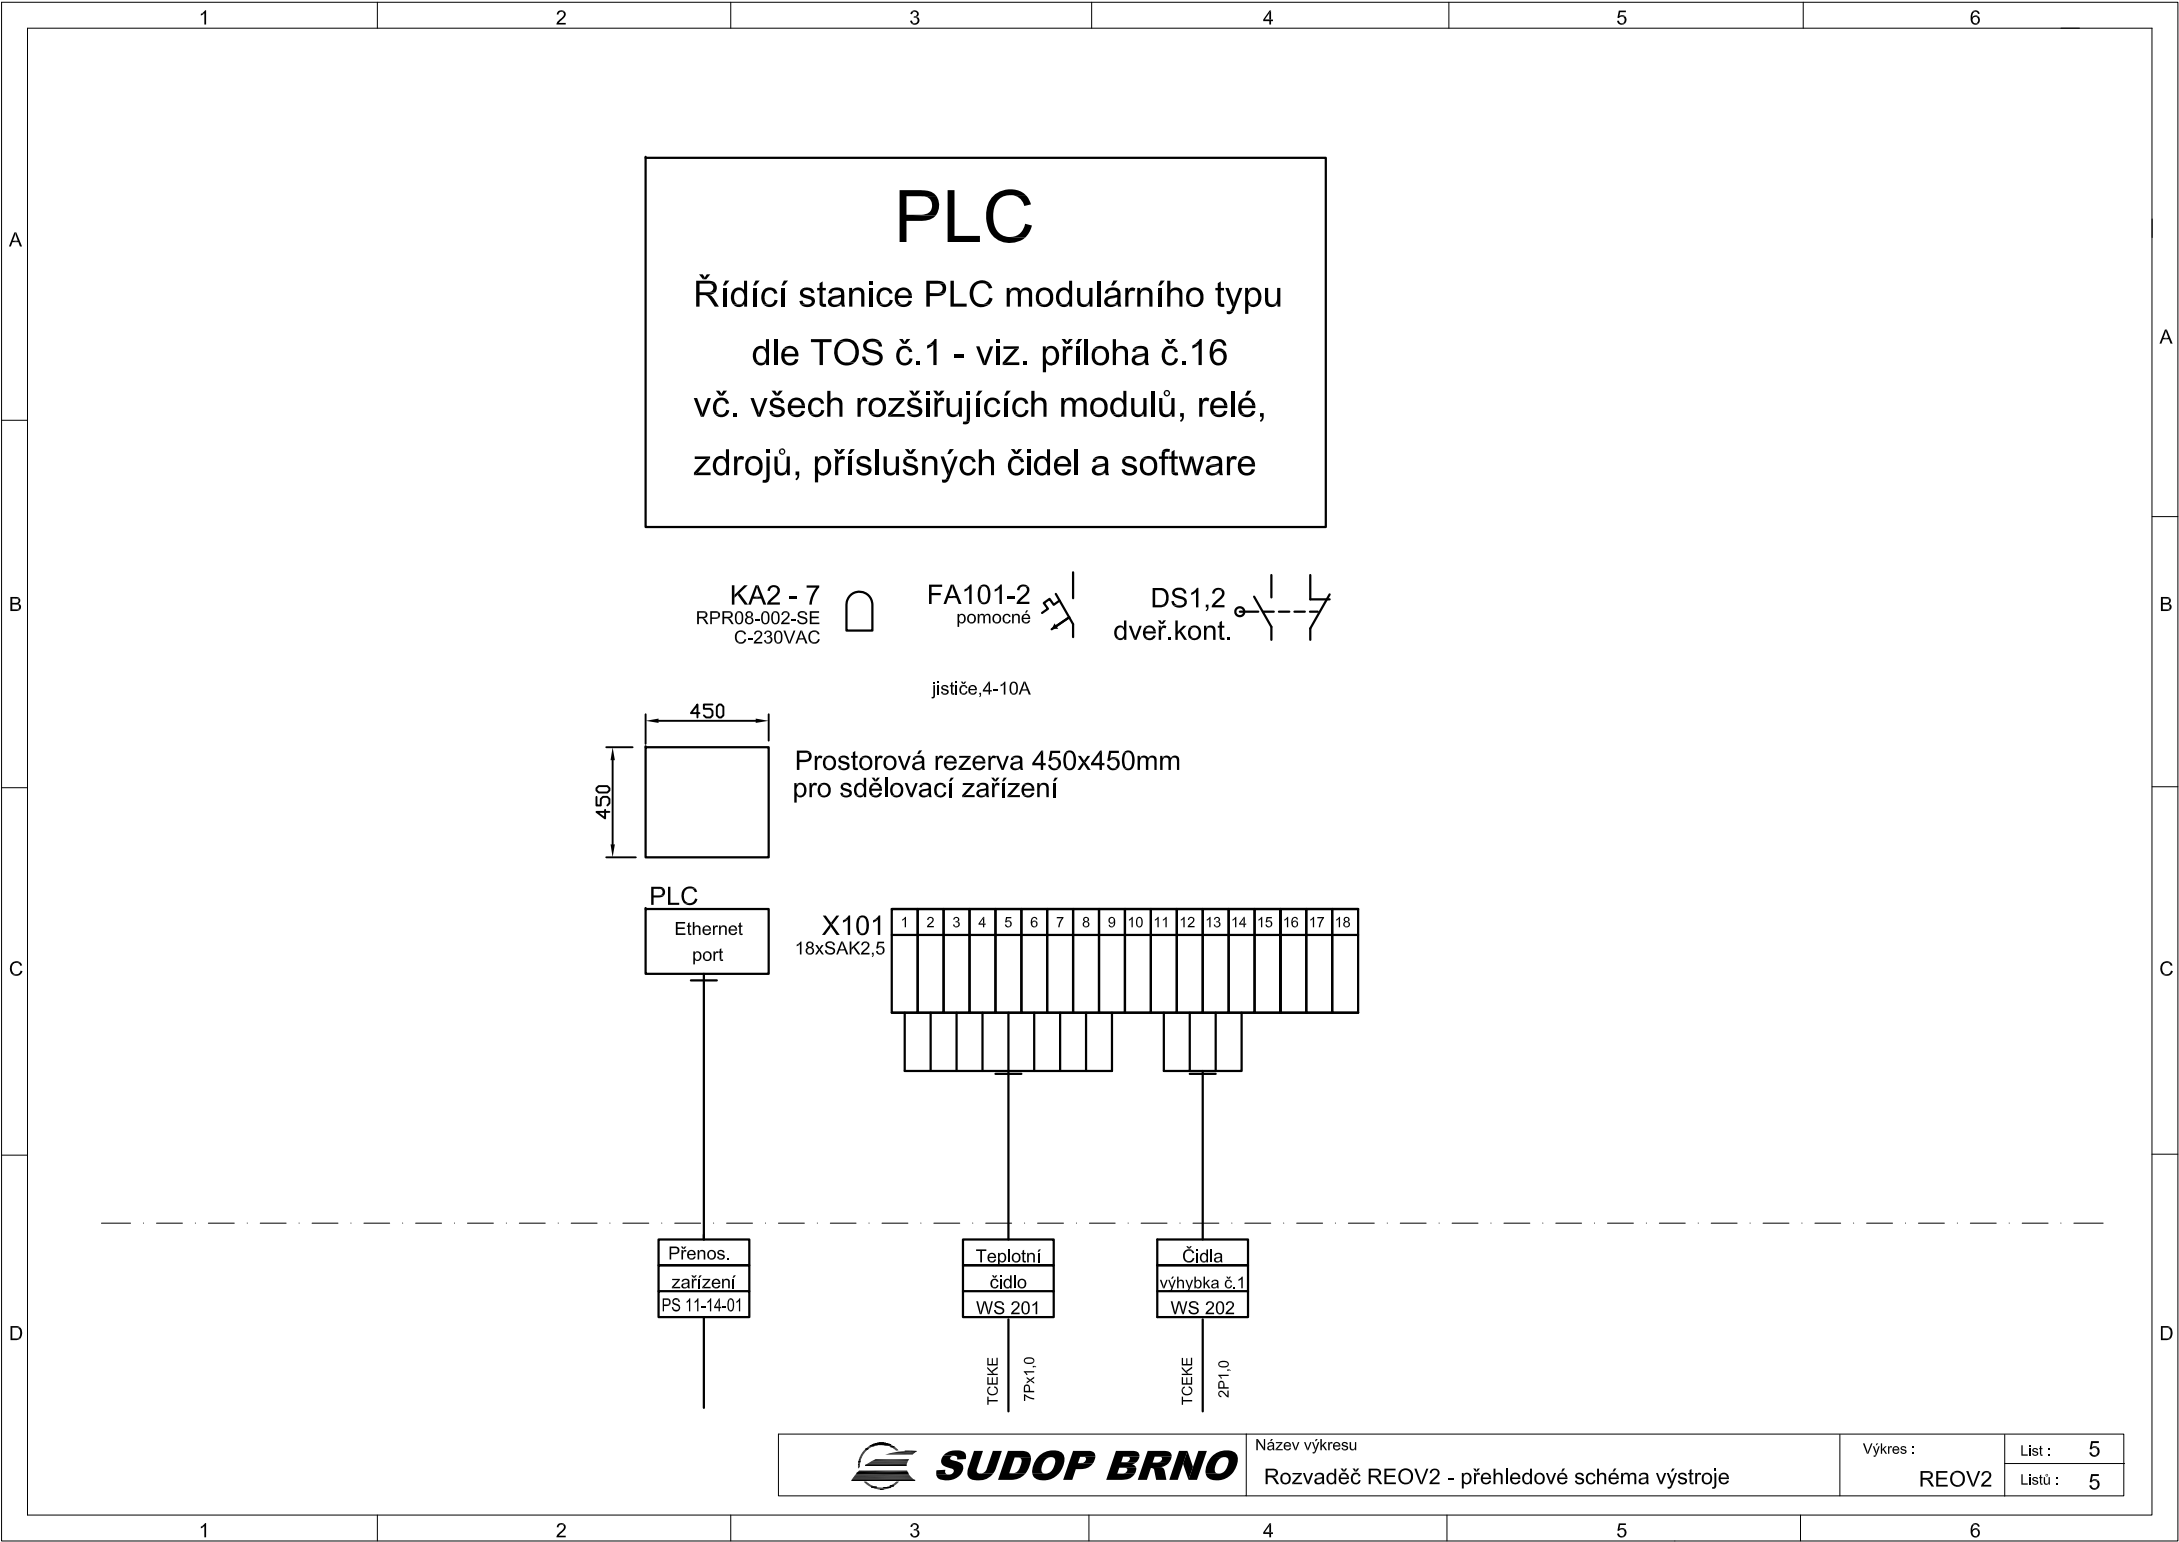 1 2 3 4 5 6
A
A
B
B
C
C
D
D
PLC
Řídící stanice PLC modulárního typu
dle TOS č.1 - viz. příloha č.16
vč. všech rozšiřujících modulů, relé,
zdrojů, příslušných čidel a software
KA2 - 7
RPR08-002-SE
C-230VAC
FA101-2
pomocné
jističe,4-10A
DS1,2
dveř.kont.
450
450
Prostorová rezerva 450x450mm
pro sdělovací zařízení
PLC
Ethernet
port
X101
18xSAK2,5
1 2 3 4 5 6 7 8 9 10 11 12 13 14 15 16 17 18
Přenos.
zařízení
PS 11-14-01
Teplotní
čidlo
WS 201
TCEKE
7Px1,0
Čidla
výhybka č.1
WS 202
TCEKE
2P1,0
SUDOP BRNO
Název výkresu
Rozvaděč REOV2 - přehledové schéma výstroje
Výkres :
REOV2
List : 5
Listů : 5
1 2 3 4 5 6